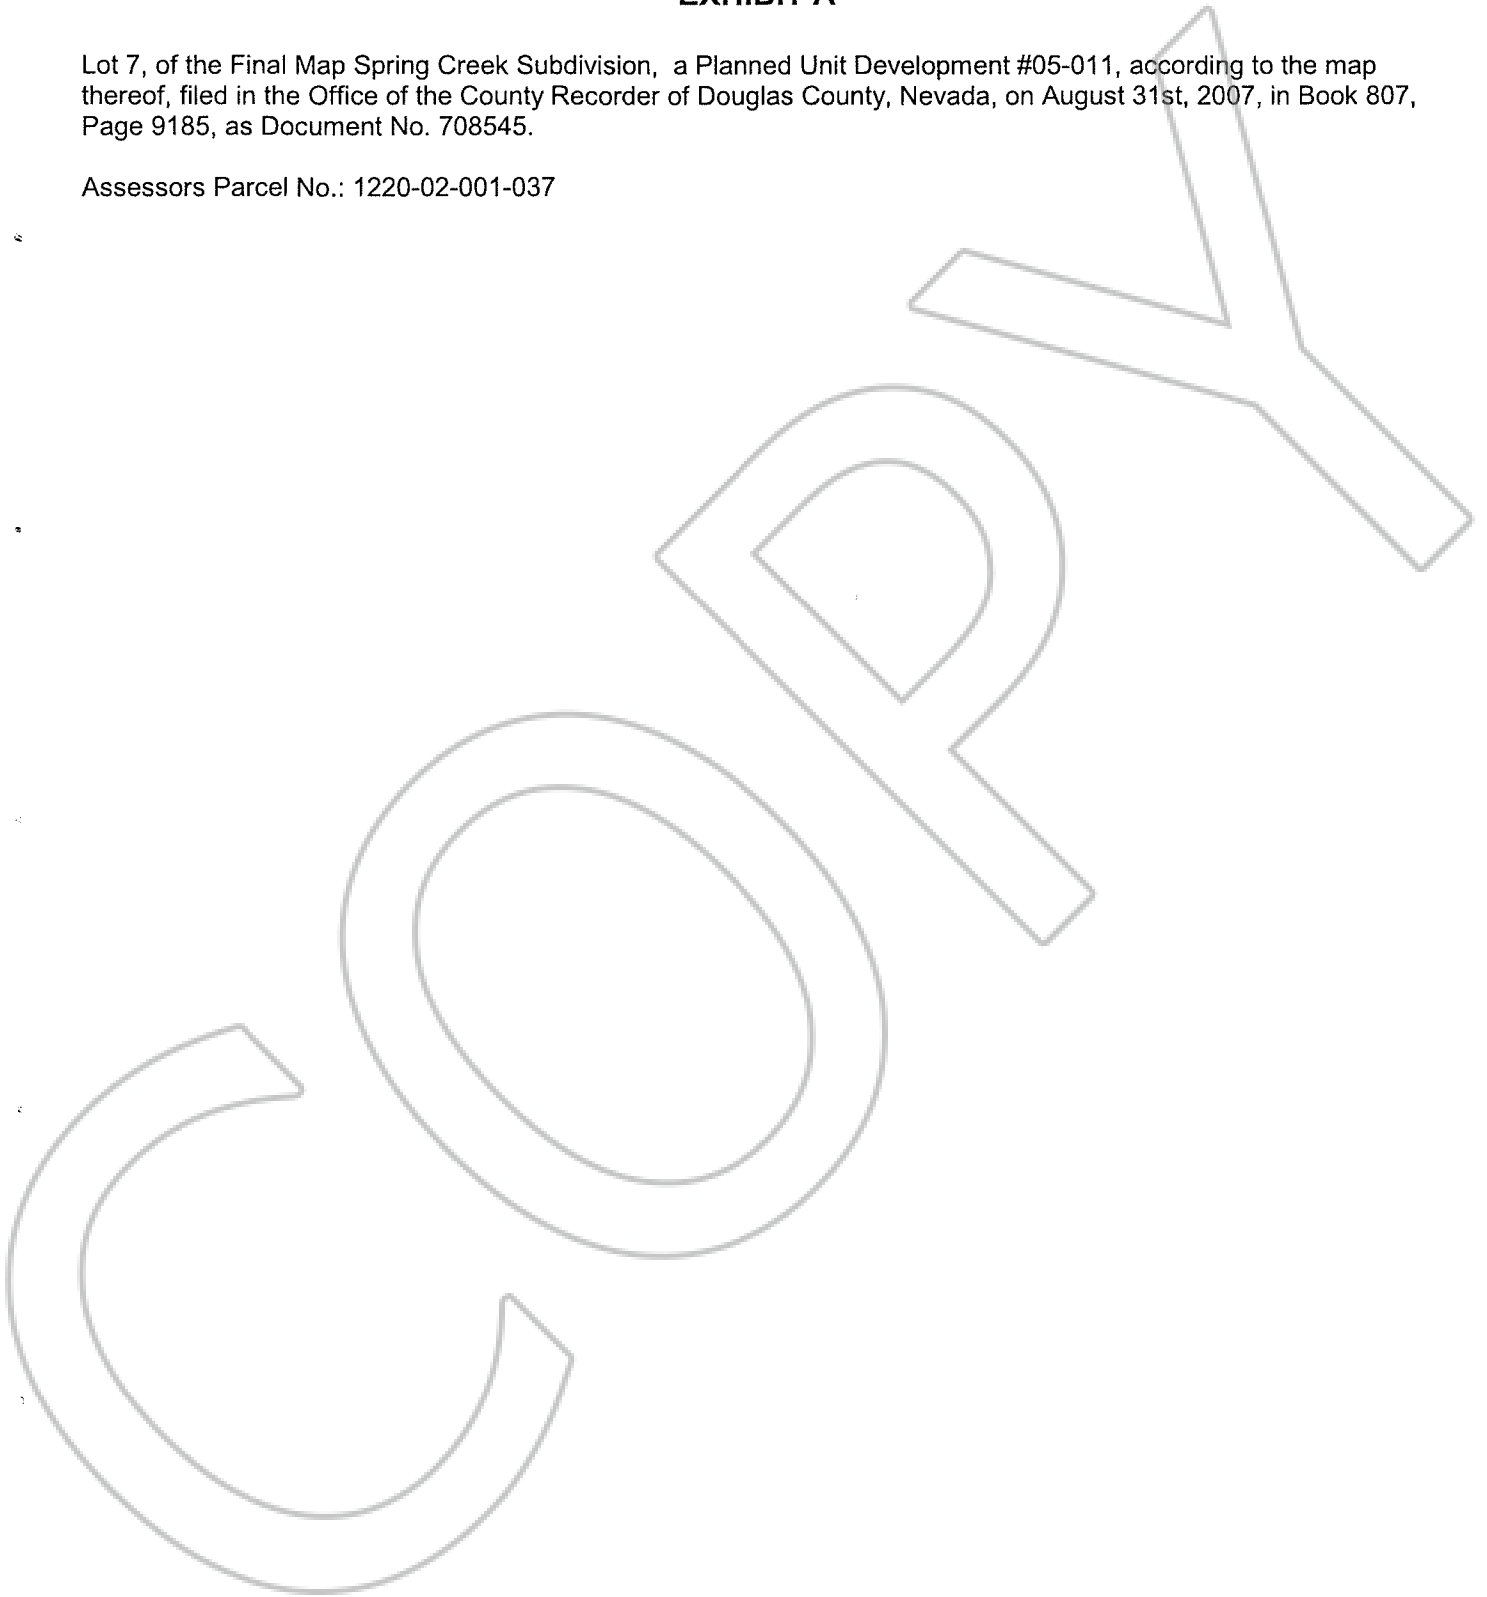 EXHIBIT A
Lot 7, of the Final Map Spring Creek Subdivision, a Planned Unit Development #05-011, according to the map
thereof, filed in the Office of the County Recorder of Douglas County, Nevada, on August 31st, 2007, in Book 807,
Page 9185, as Document No. 708545.
Assessors Parcel No.: 1220-02-001-037
COPY